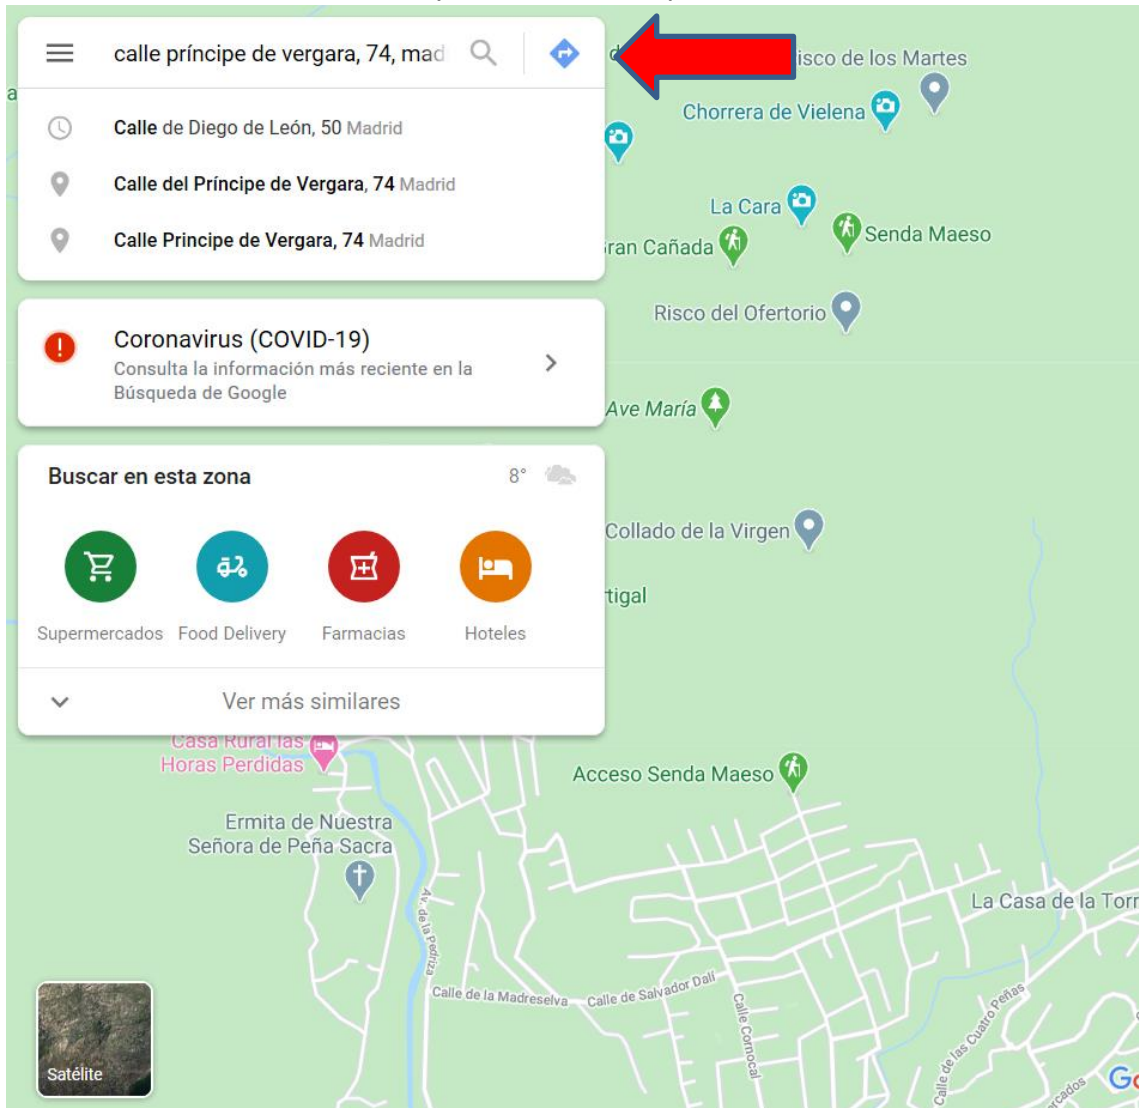 calle príncipe de vergara, 74, mad
Calle de Diego de León, 50 Madrid
Calle del Príncipe de Vergara, 74 Madrid
Calle Principe de Vergara, 74 Madrid
Coronavirus (COVID-19)
Consulta la información más reciente en la
Búsqueda de Google
Buscar en esta zona
8°
Supermercados
Food Delivery
Farmacias
Hoteles
Ver más similares
isco de los Martes
Chorrera de Vielena
La Cara
Senda Maeso
Gran Cañada
Risco del Ofertorio
Ave María
Collado de la Virgen
tigal
Casa Rural las
Horas Perdidas
Acceso Senda Maeso
Ermita de Nuestra
Señora de Peña Sacra
La Casa de la Torr
Av. de la Pedriza
Calle de la Madreselva
Calle de Salvador Dalí
Calle Cornocal
Calle de las Cuatro Peñas
Satélite
Go